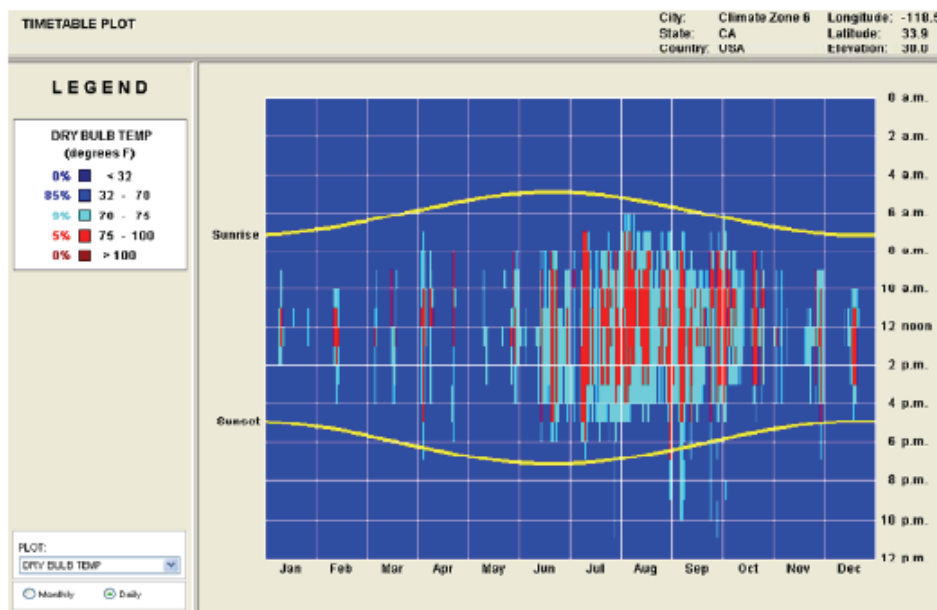 TIMETABLE PLOT
City: Climate Zone 6 Longitude: -118.5
State: CA Latitude: 33.9
Country: USA Elevation: 30.0
LEGEND
DRY BULB TEMP
(degrees F)
0% < 32
85% 32 - 70
9% 70 - 75
5% 75 - 100
0% > 100
0 a.m.
2 a.m.
4 a.m.
6 a.m.
Sunrise
8 a.m.
10 a.m.
12 noon
2 p.m.
4 p.m.
Sunset
6 p.m.
8 p.m.
10 p.m.
12 p.m.
Jan Feb Mar Apr May Jun Jul Aug Sep Oct Nov Dec
PLOT:
DRY BULB TEMP
Monthly Daily